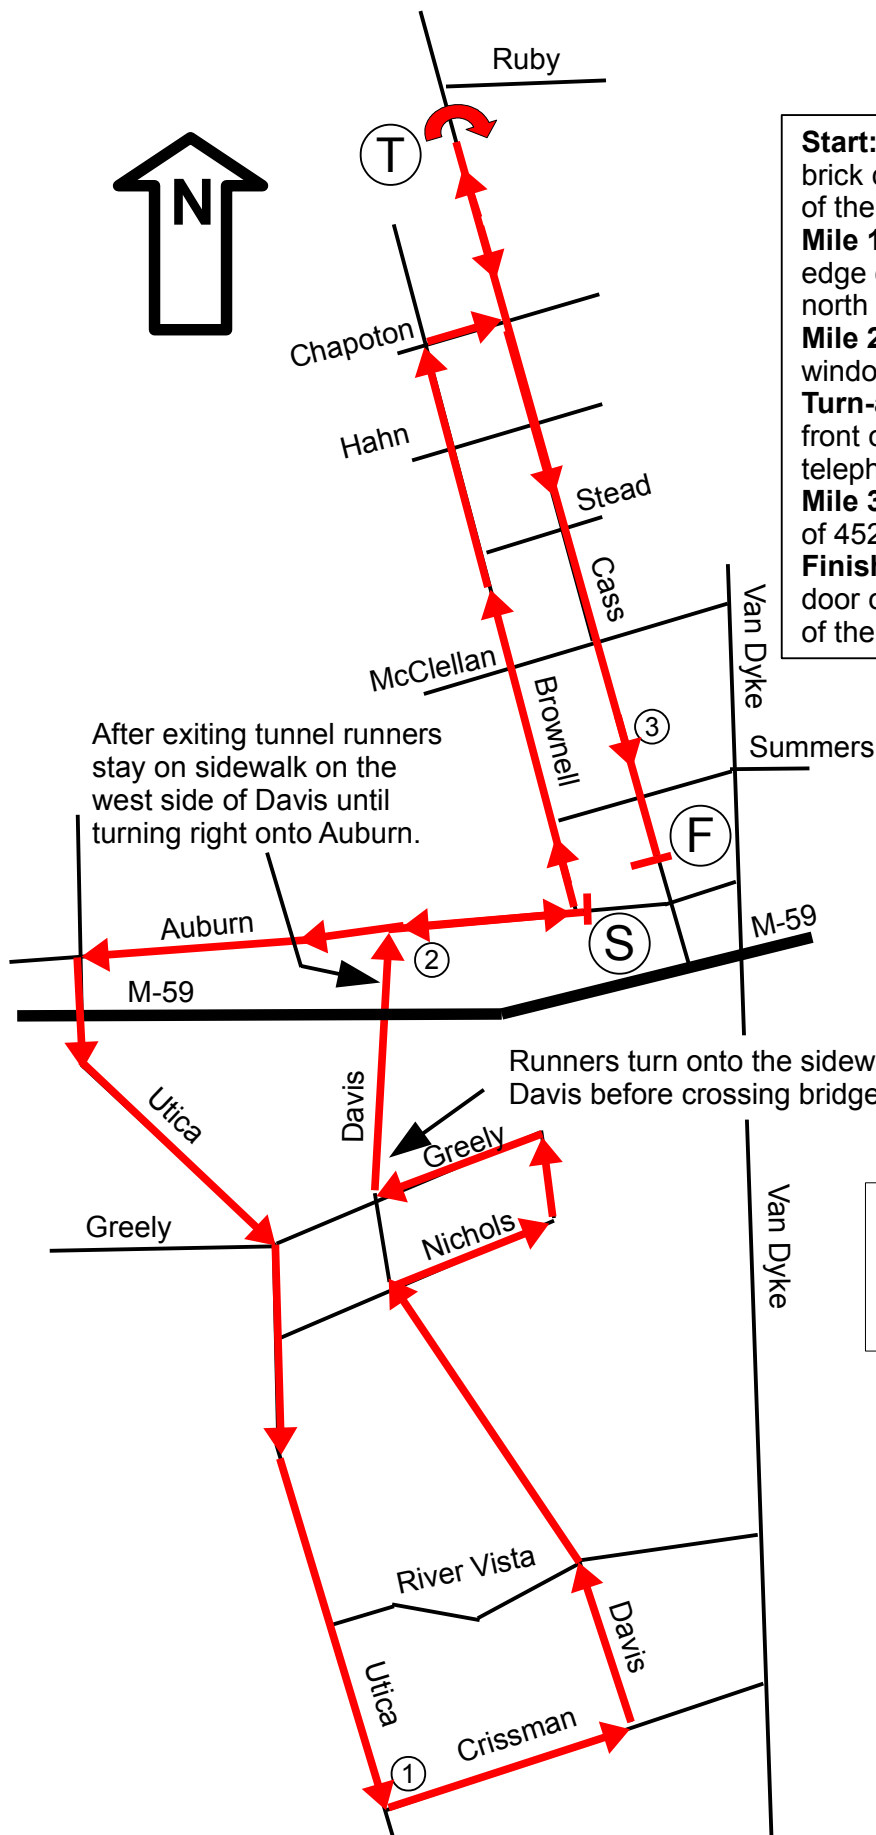 Ruby
T
N
Start:
brick
of the
Mile 1
edge
north
Mile 2
Turn-
front
Mile 3
of 452
Finish
door
of the
Chapoton
Hahn
Stead
Cass
Van Dyke
McClellan
Brownell
3
Summers
After exiting tunnel runners
stay on sidewalk on the
west side of Davis until
turning right onto Auburn.
F
Auburn
2
S
M-59
M-59
Runners turn onto the
Davis before crossing bridge
Utica
Davis
Greely
Greely
Nichols
Van Dyke
River Vista
Davis
Utica
Crissman
1